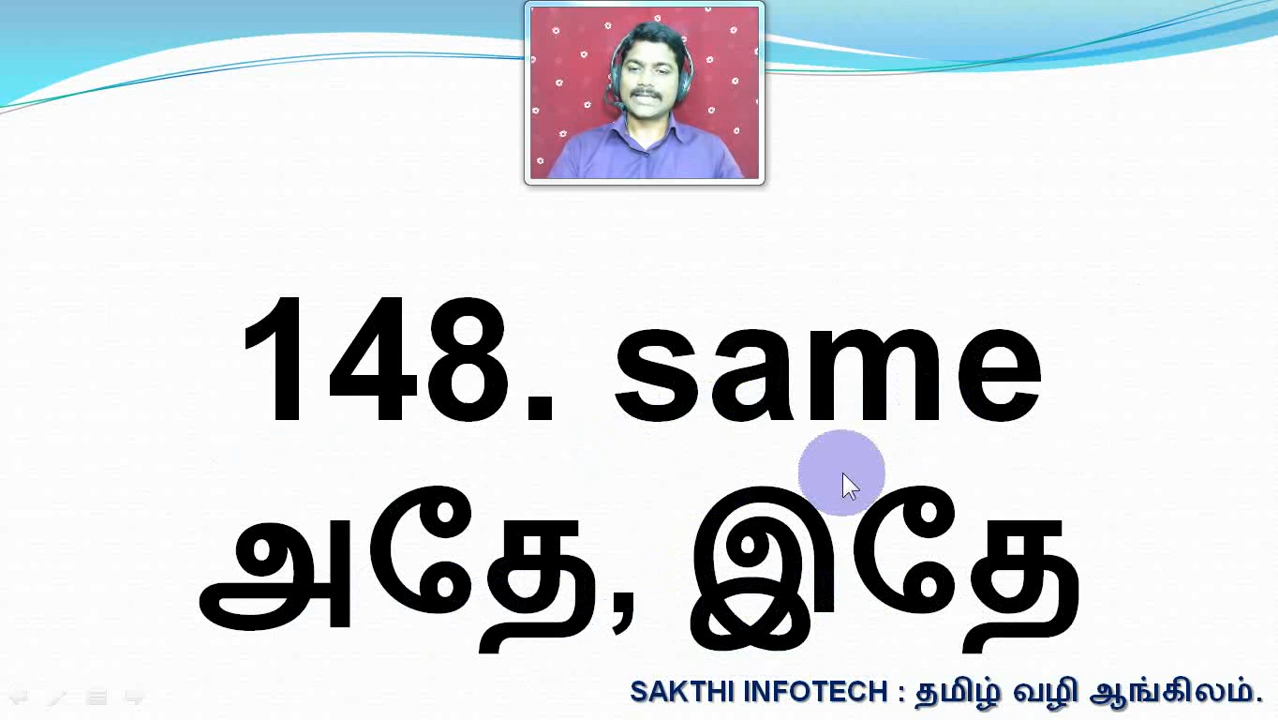 148. same
அதே, இதே
SAKTHI INFOTECH : தமிழ் வழி ஆங்கிலம்.